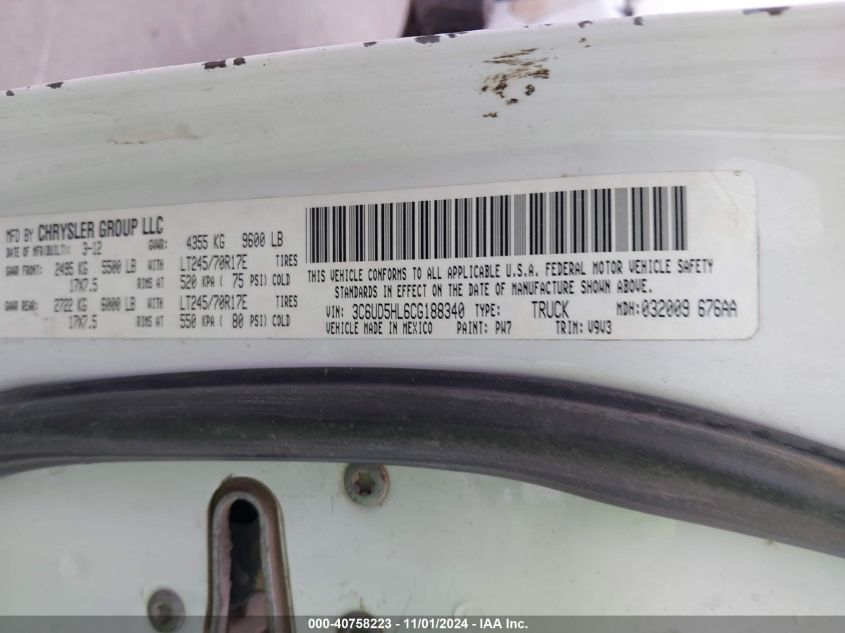 MFD BY CHRYSLER GROUP LLC
DATE OF MFR(BUILT): 3-12 GVWR: 4355 KG 9600 LB
GAWR FRONT: 2495 KG 5500 LB WITH LT245/70R17E TIRES
17X7.5 RIMS AT 520 KPA ( 75 PSI) COLD
GAWR REAR: 2722 KG 6000 LB WITH LT245/70R17E TIRES
17X7.5 RIMS AT 550 KPA ( 80 PSI) COLD
THIS VEHICLE CONFORMS TO ALL APPLICABLE U.S.A. FEDERAL MOTOR VEHICLE SAFETY
STANDARDS IN EFFECT ON THE DATE OF MANUFACTURE SHOWN ABOVE.
VIN: 3C6UD5HL6CG188340 TYPE: TRUCK MDH: 032009 676AA
VEHICLE MADE IN MEXICO PAINT: PW7 TRIM: V9V3
000-40758223 - 11/01/2024 - IAA Inc.